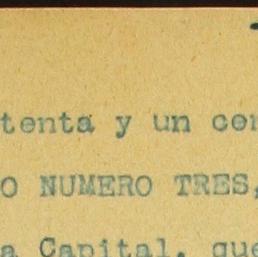 tenta y un cen
O NUMERO TRES,
a Capital, que